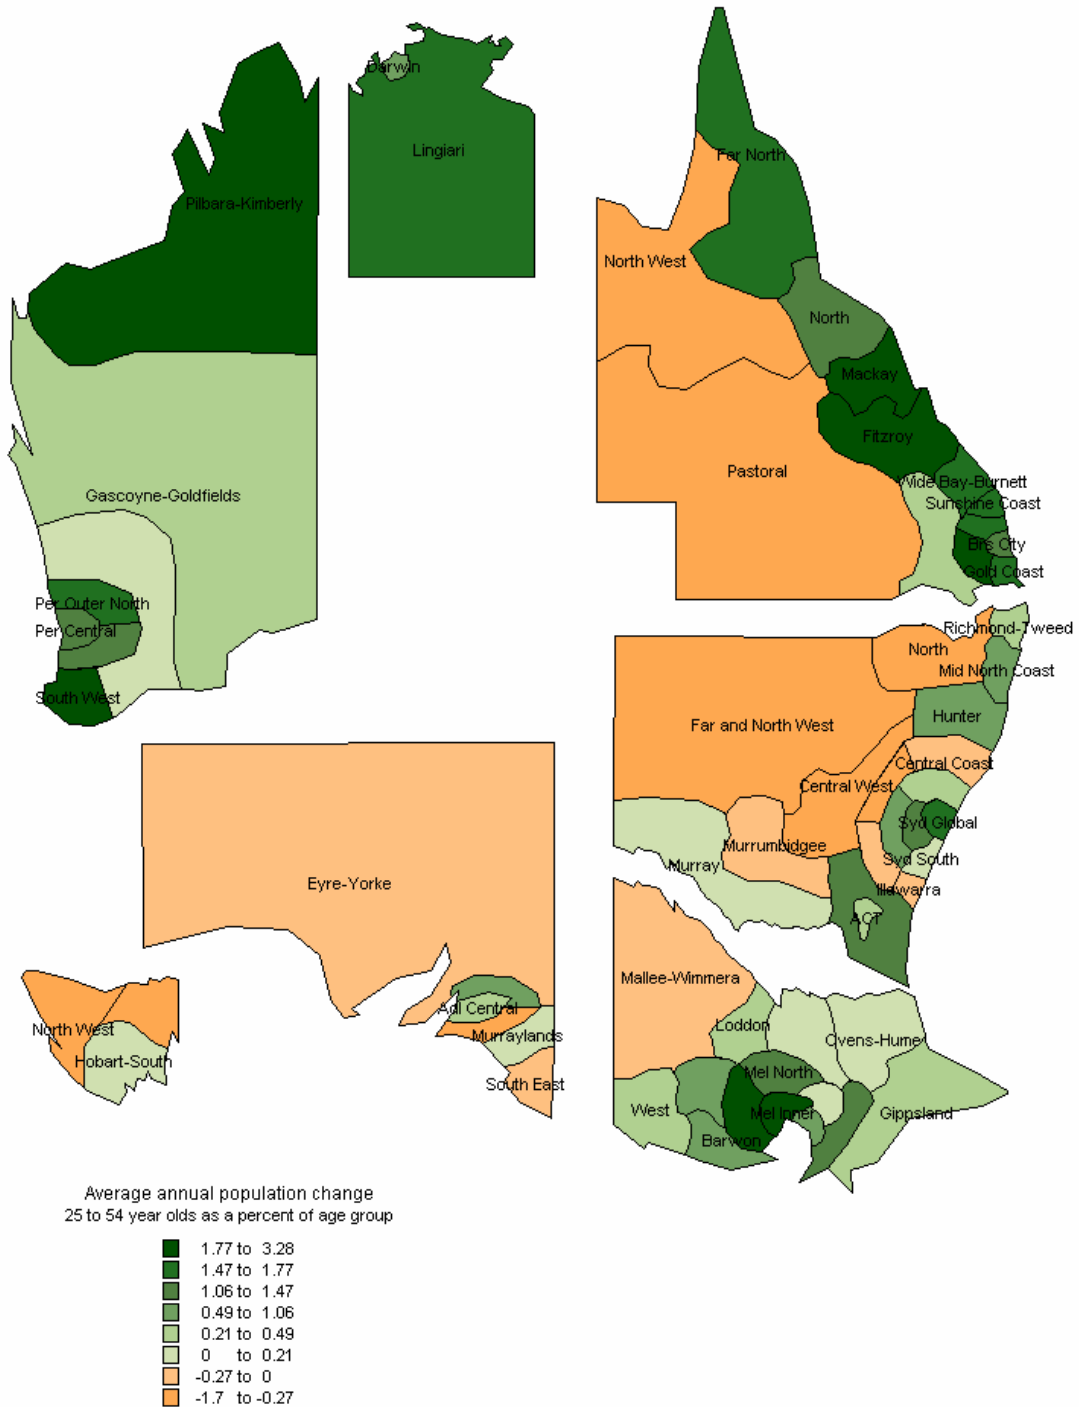 Darwin
Lingiari
Far North
Pilbara-Kimberly
North West
North
Mackay
Fitzroy
Pastoral
Wide Bay-Burnett
Gascoyne-Goldfields
Sunshine Coast
Brs City
Gold Coast
Per Outer North
Per Central
Richmond-Tweed
North
Mid North Coast
South West
Hunter
Far and North West
Central Coast
Central West
Syd Global
Murrumbidgee
Syd South
Murray
Eyre-Yorke
Illawarra
ACT
Mallee-Wimmera
Adl Central
North West
Loddon
Murraylands
Ovens-Hume
Hobart-South
Mel North
South East
West
Mel Inner
Gippsland
Barwon
Average annual population change
25 to 54 year olds as a percent of age group
1.77 to 3.28
1.47 to 1.77
1.06 to 1.47
0.49 to 1.06
0.21 to 0.49
0 to 0.21
-0.27 to 0
-1.7 to -0.27